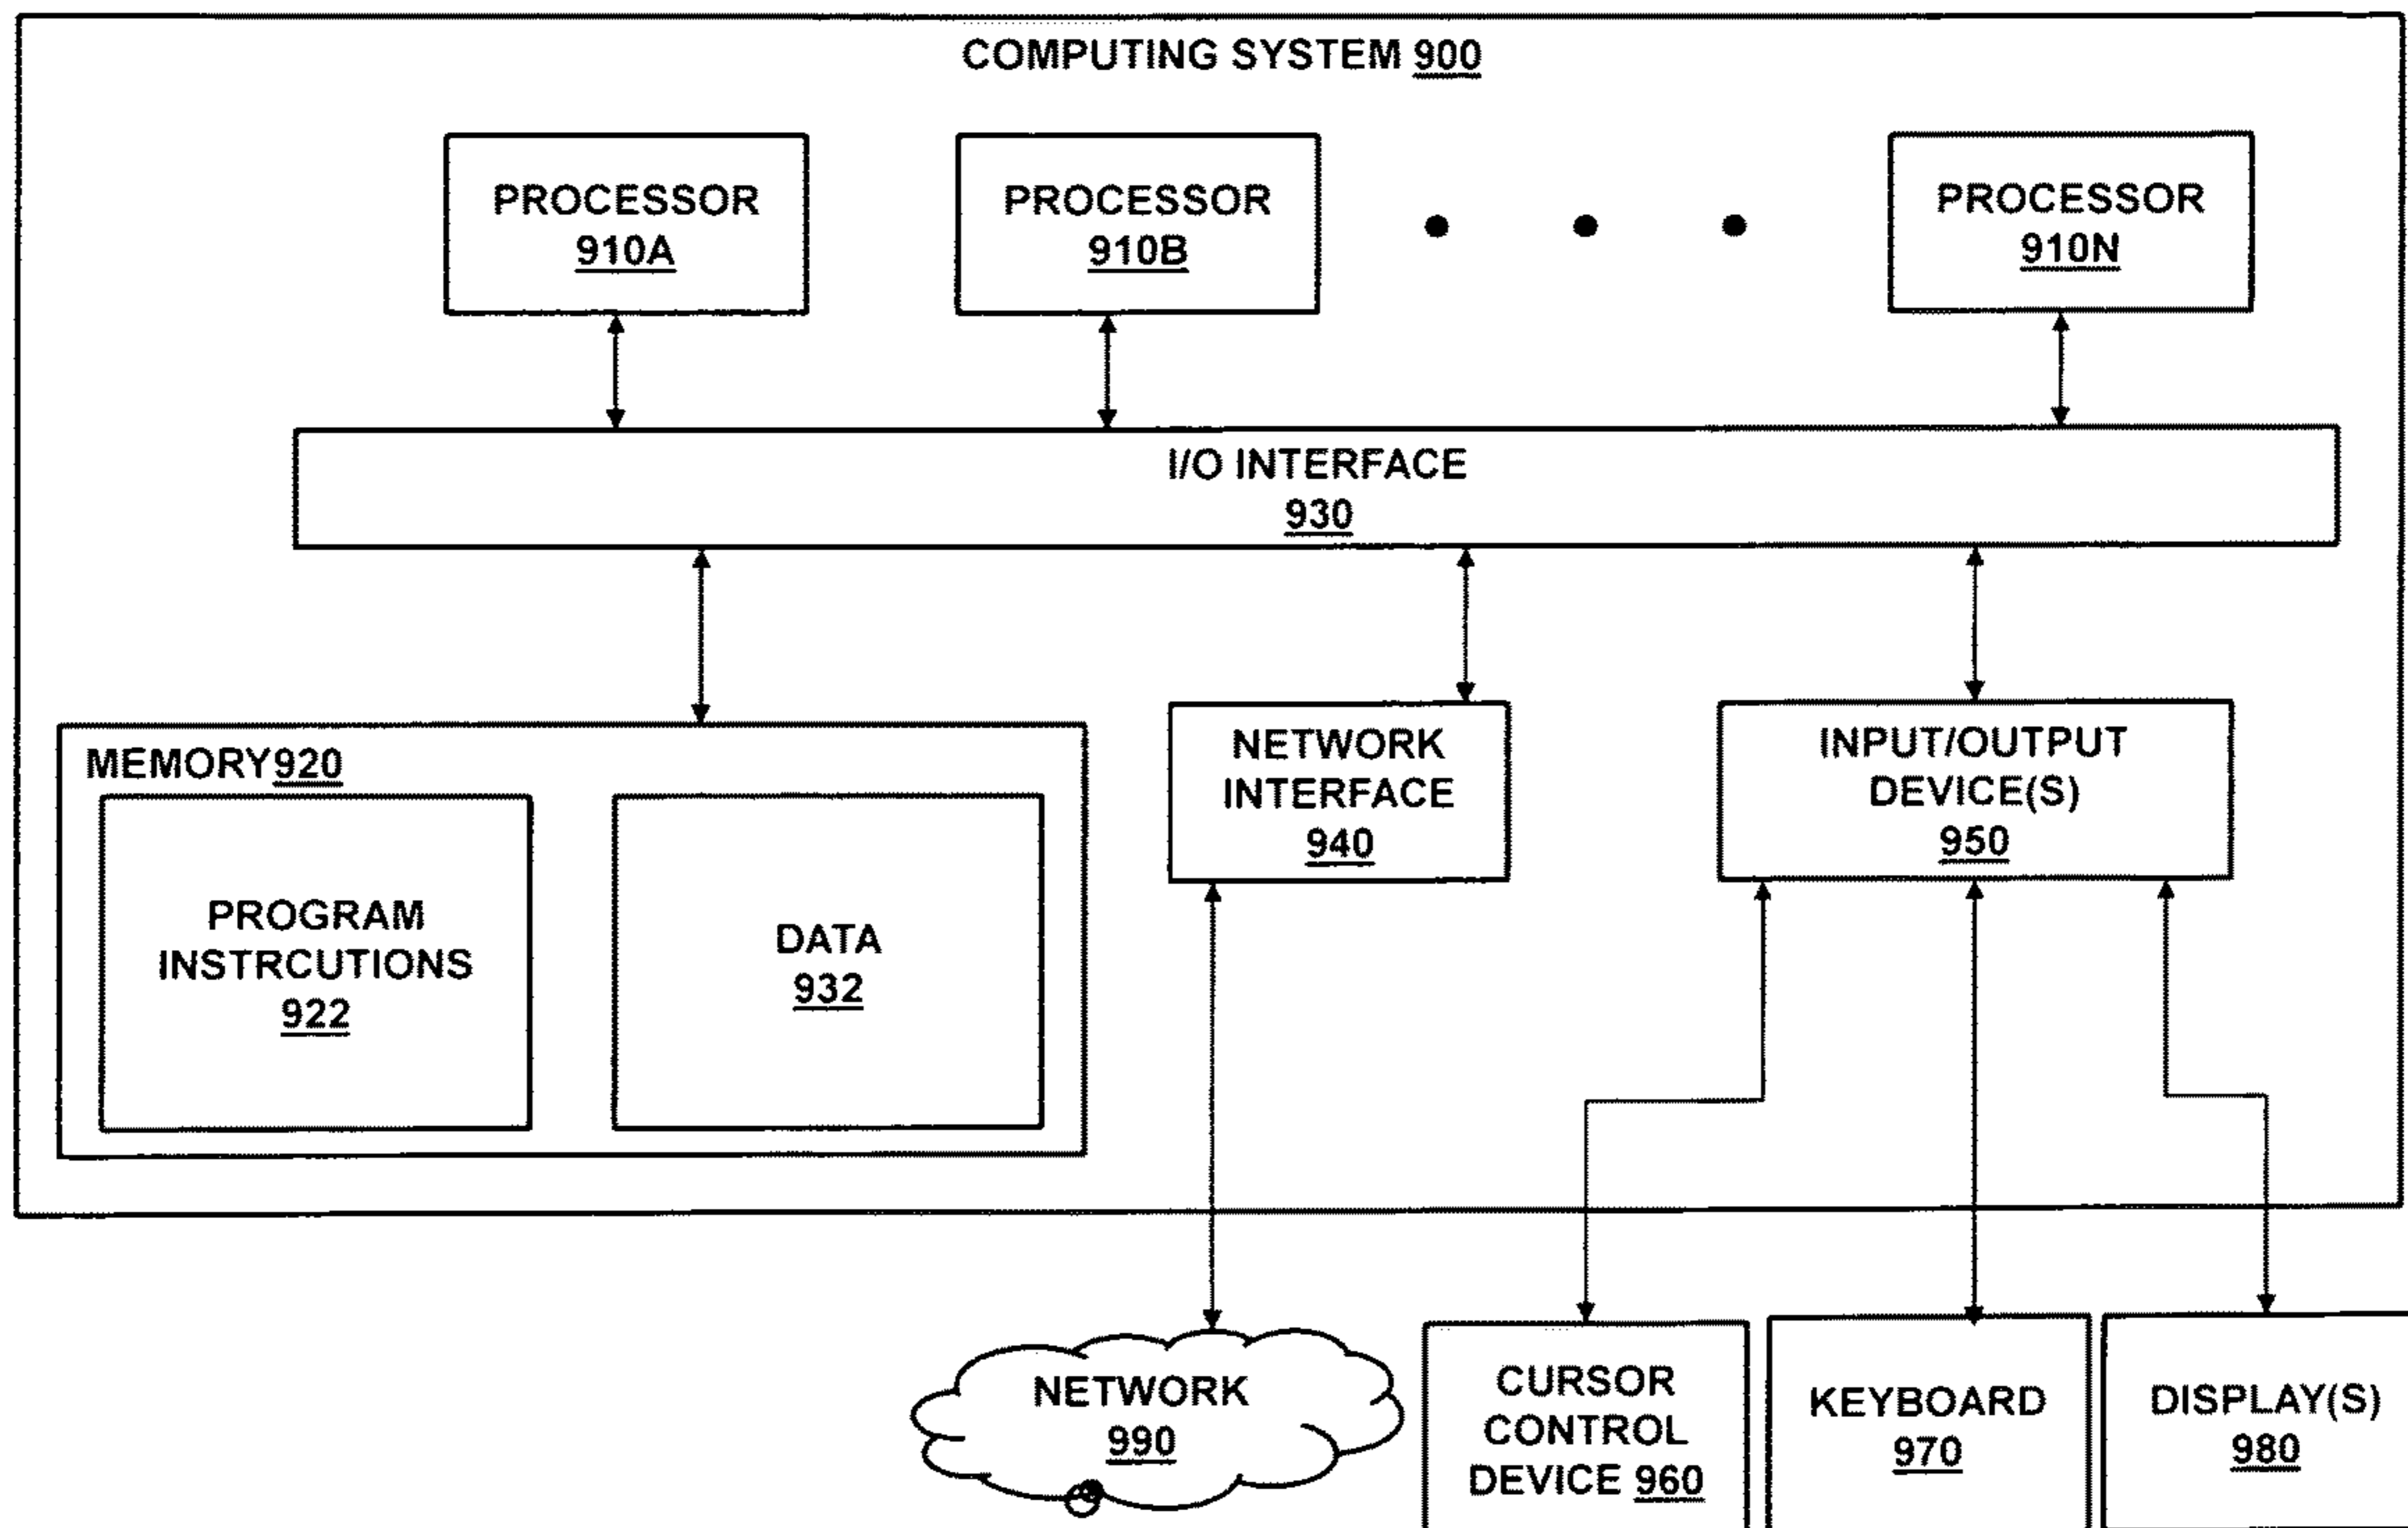 COMPUTING SYSTEM 900
PROCESSOR
910A
PROCESSOR
910B
PROCESSOR
910N
I/O INTERFACE
930
MEMORY920
PROGRAM
INSTRCUTIONS
922
DATA
932
NETWORK
INTERFACE
940
INPUT/OUTPUT
DEVICE(S)
950
NETWORK
990
CURSOR
CONTROL
DEVICE 960
KEYBOARD
970
DISPLAY(S)
980